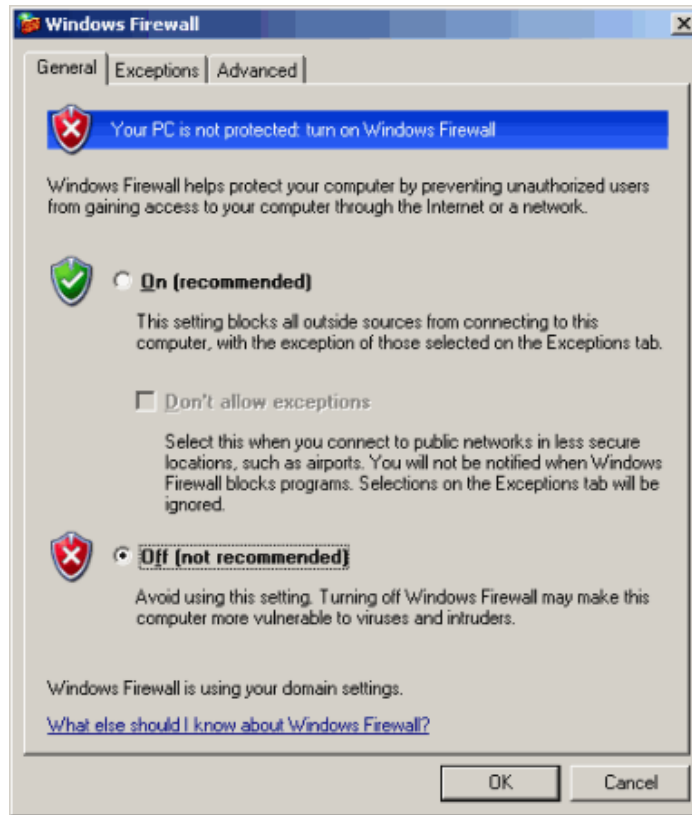 Windows Firewall
General Exceptions Advanced
Your PC is not protected: turn on Windows Firewall
Windows Firewall helps protect your computer by preventing unauthorized users
from gaining access to your computer through the Internet or a network.
On (recommended)
This setting blocks all outside sources from connecting to this
computer, with the exception of those selected on the Exceptions tab.
Don't allow exceptions
Select this when you connect to public networks in less secure
locations, such as airports. You will not be notified when Windows
Firewall blocks programs. Selections on the Exceptions tab will be
ignored.
Off (not recommended)
Avoid using this setting. Turning off Windows Firewall may make this
computer more vulnerable to viruses and intruders.
Windows Firewall is using your domain settings.
What else should I know about Windows Firewall?
OK Cancel